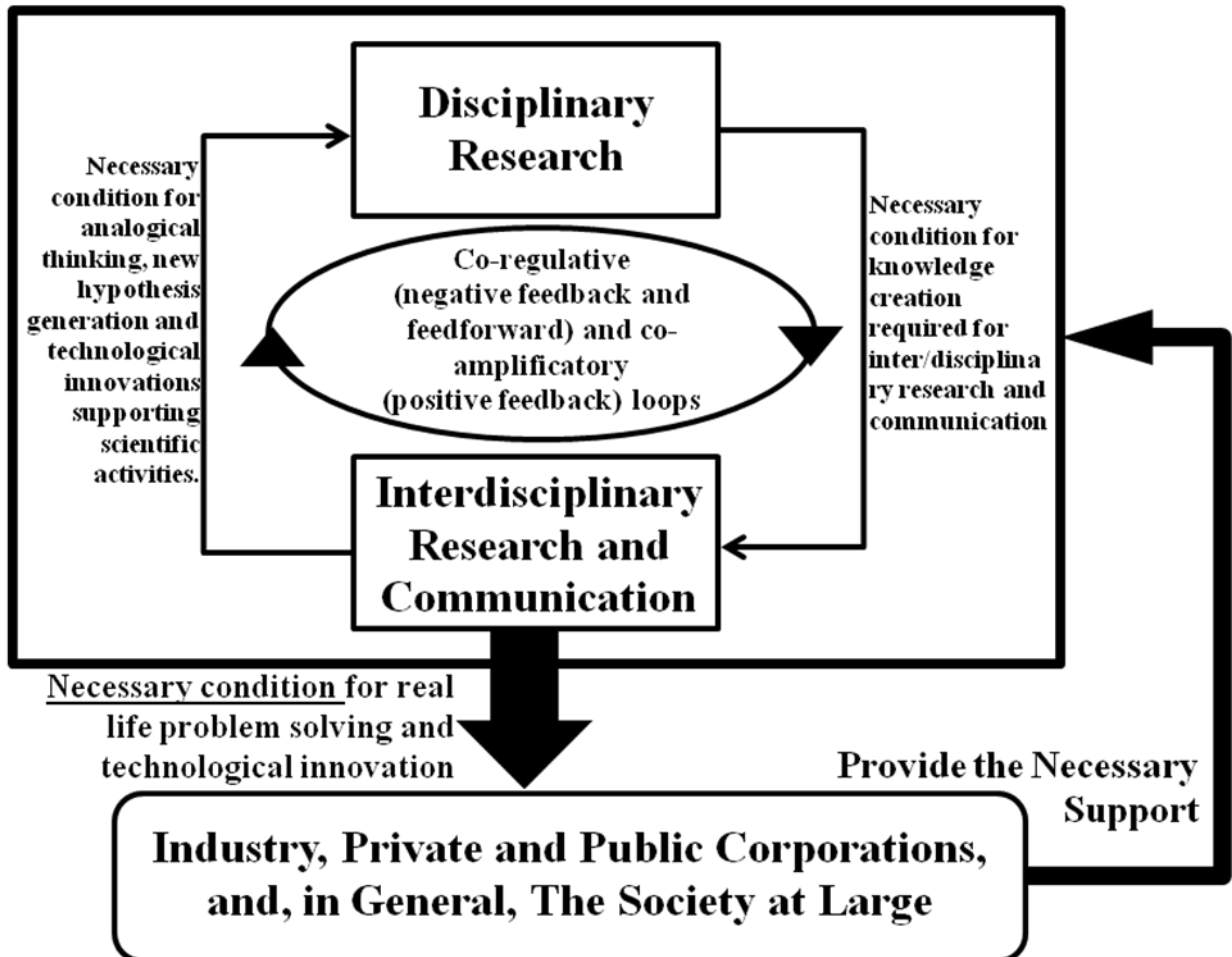 Disciplinary
Research
Necessary
condition for
analogical
thinking, new
hypothesis
generation and
technological
innovations
supporting
scientific
activities.
Co-regulative
(negative feedback and
feedforward) and co-
amplificatory
(positive feedback) loops
Necessary
condition for
knowledge
creation
required for
inter/disciplina
ry research and
communication
Interdisciplinary
Research and
Communication
Necessary condition for real
life problem solving and
technological innovation
Provide the Necessary
Support
Industry, Private and Public Corporations,
and, in General, The Society at Large